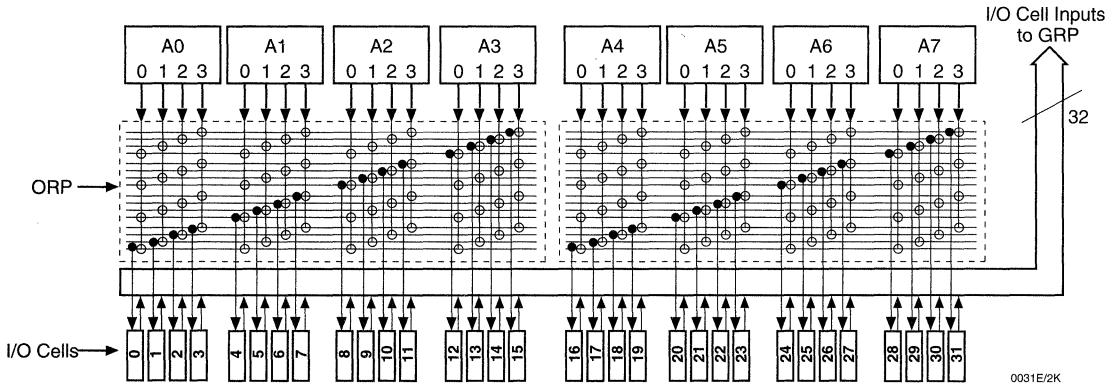 I/O Cell Inputs
to GRP
A0 A1 A2 A3 A4 A5 A6 A7
0 1 2 3 0 1 2 3 0 1 2 3 0 1 2 3 0 1 2 3 0 1 2 3 0 1 2 3 0 1 2 3
32
ORP
I/O Cells
0 1 2 3 4 5 6 7 8 9 10 11 12 13 14 15 16 17 18 19 20 21 22 23 24 25 26 27 28 29 30 31
0031E/2K